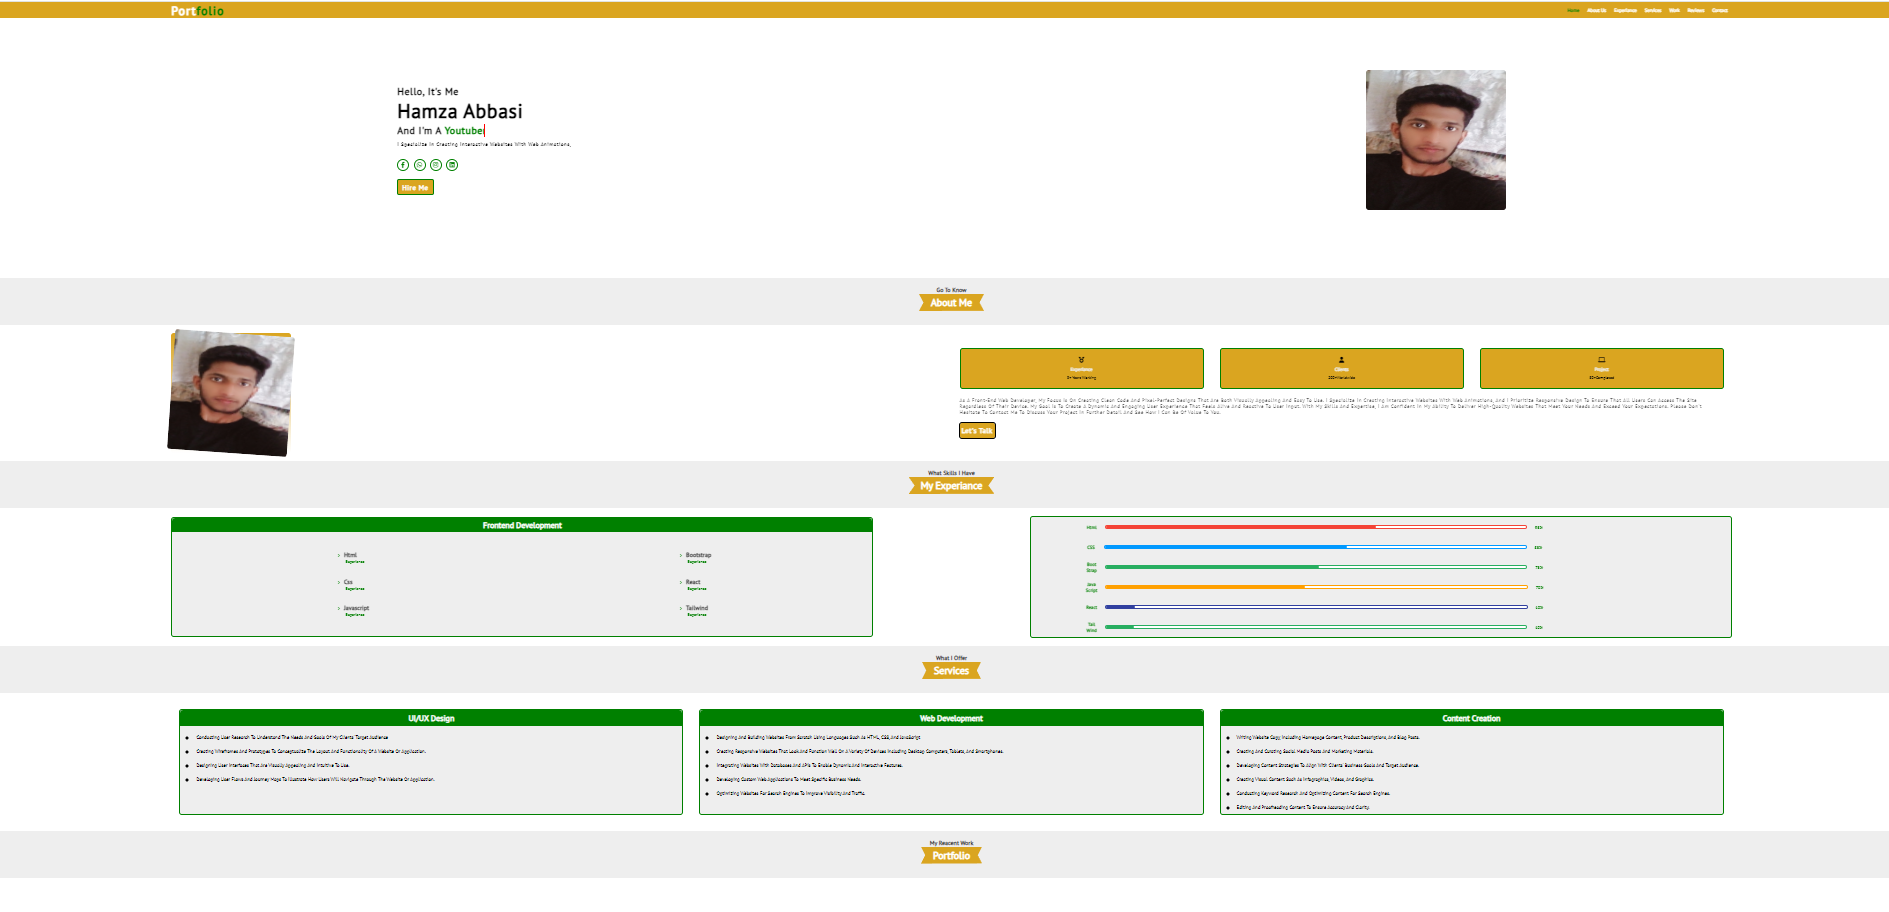 Portfolio
Home About Us Experience Services Work Reviews Contact
Hello, It's Me
Hamza Abbasi
And I'm A Youtuber
I Specialize In Creating Interactive Websites With Web Animations,
Hire Me
Go To Know
About Me
Experience
Clients
Project
3+Years Working
200+Worldwide
50+Completed
As A Front-End Web Developer, My Focus Is On Creating Clean Code And Pixel-Perfect Designs That Are Both Visually Appealing And Easy To Use. I Specialize In Creating Interactive Websites With Web Animations, And I Prioritize Responsive Design To Ensure That All Users Can Access The Site
Regardless Of Their Device. My Goal Is To Create A Dynamic And Engaging User Experience That Feels Alive And Reactive To User Input. With My Skills And Expertise, I Am Confident In My Ability To Deliver High-Quality Websites That Meet Your Needs And Exceed Your Expectations. Please Don't
Hesitate To Contact Me To Discuss Your Project In Further Detail And See How I Can Be Of Value To You.
Let's Talk
What Skills I Have
My Experiance
Frontend Development
Html
Experience
Bootstrap
Experience
Css
Experience
React
Experience
Javascript
Experience
Tailwind
Experience
Html
CSS
Boot
Strap
Java
Script
React
Tail
Wind
What I Offer
Services
UI/UX Design
Conducting User Research To Understand The Needs And Goals Of My Clients' Target Audience
Creating Wireframes And Prototypes To Conceptualize The Layout And Functionality Of A Website Or Application.
Designing User Interfaces That Are Visually Appealing And Intuitive To Use.
Developing User Flows And Journey Maps To Illustrate How Users Will Navigate Through The Website Or Application.
Web Development
Designing And Building Websites From Scratch Using Languages Such As HTML, CSS, And JavaScript
Creating Responsive Websites That Look And Function Well On A Variety Of Devices Including Desktop Computers, Tablets, And Smartphones.
Integrating Websites With Databases And APIs To Enable Dynamic And Interactive Features.
Developing Custom Web Applications To Meet Specific Business Needs.
Optimizing Websites For Search Engines To Improve Visibility And Traffic.
Content Creation
Writing Website Copy, Including Homepage Content, Product Descriptions, And Blog Posts.
Creating And Curating Social Media Posts And Marketing Materials.
Developing Content Strategies To Align With Clients' Business Goals And Target Audience.
Creating Visual Content Such As Infographics, Videos, And Graphics.
Conducting Keyword Research And Optimizing Content For Search Engines.
Editing And Proofreading Content To Ensure Accuracy And Clarity.
My Reacent Work
Portfolio